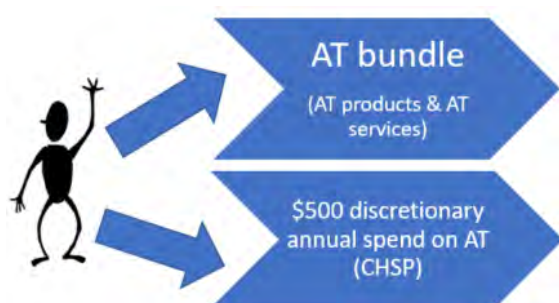 AT bundle
(AT products & AT
services)
$500 discretionary
annual spend on AT
(CHSP)